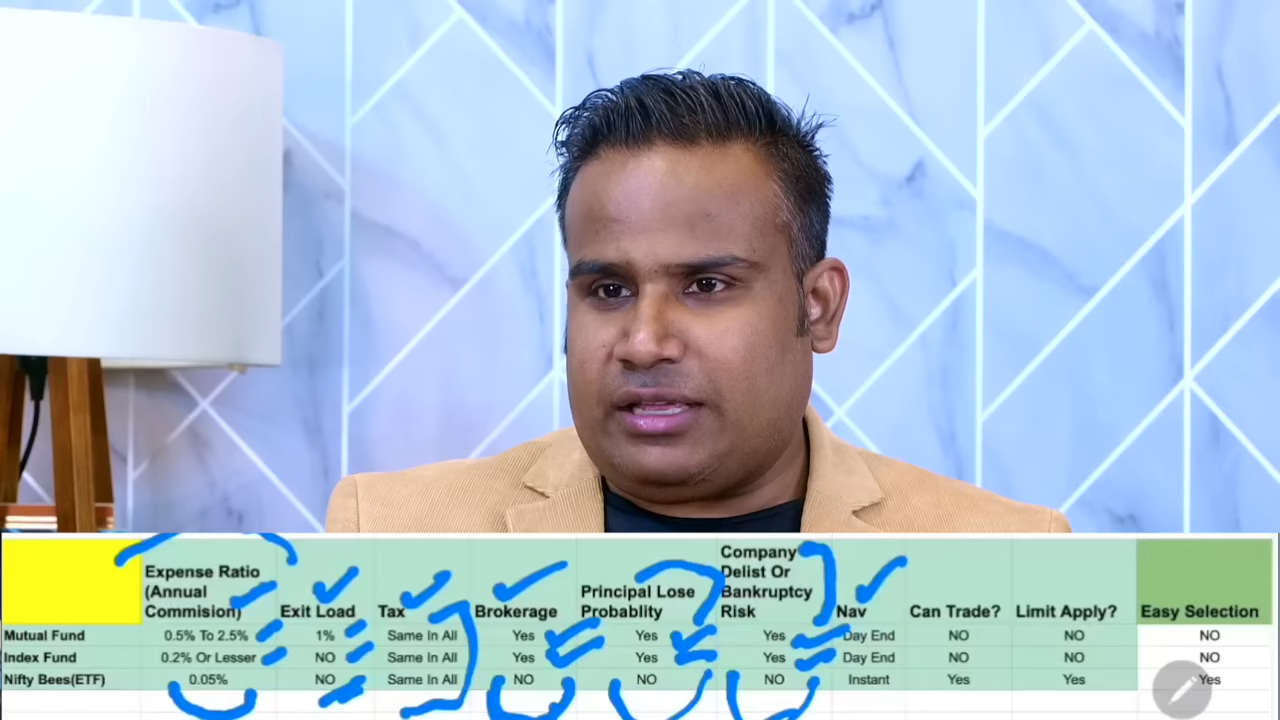 Expense Ratio (Annual Commision) Exit Load Tax Brokerage Principal Lose Probablity Company Delist Or Bankruptcy Risk Nav Can Trade? Limit Apply? Easy Selection
Mutual Fund 0.5% To 2.5% 1% Same In All Yes Yes Yes Day End NO NO NO
Index Fund 0.2% Or Lesser NO Same In All Yes Yes Yes Day End NO NO NO
Nifty Bees(ETF) 0.05% NO Same In All NO NO NO Instant Yes Yes Yes